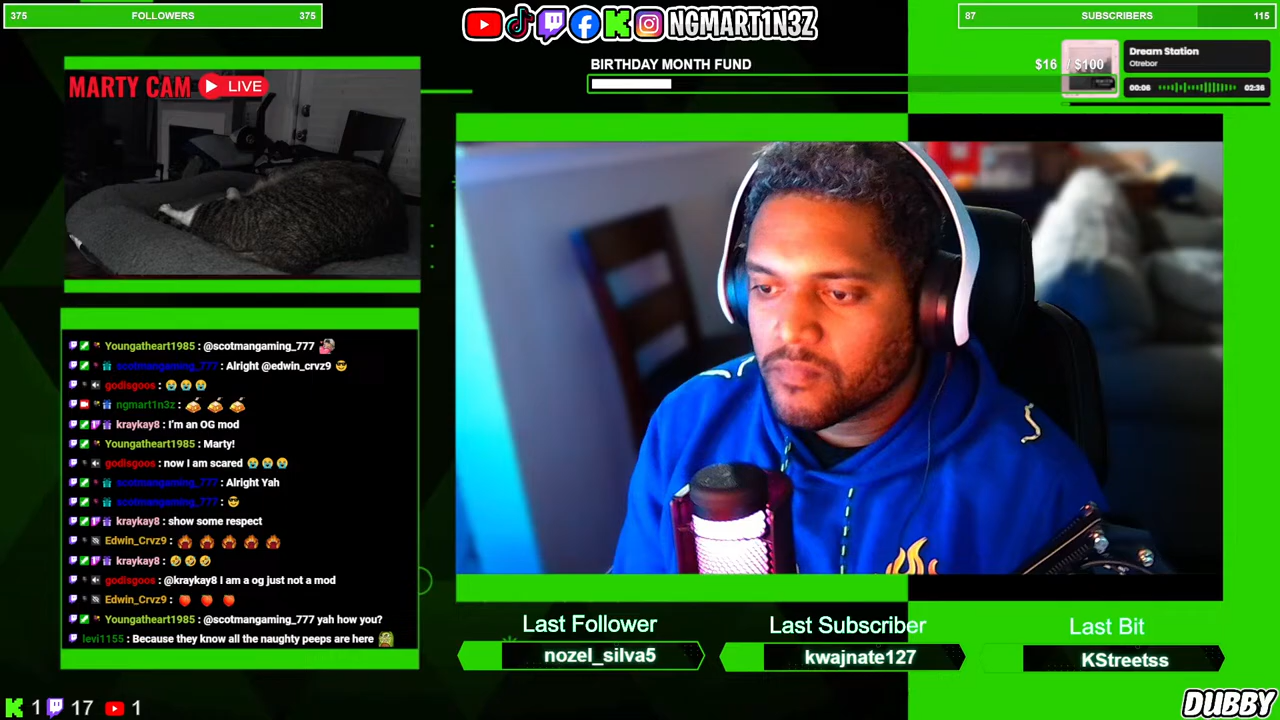 375 FOLLOWERS 375
NGMART1N3Z
87 SUBSCRIBERS 115
BIRTHDAY MONTH FUND
$16 / $100
Dream Station
Otrebor
00:06 02:36
MARTY CAM LIVE
Youngatheart1985 : @scotmangaming_777
scotmangaming_777 : Alright @edwin_crvz9 😎
godisgoos : 😭 😭 😭
ngmart1n3z :
kraykay8 : I'm an OG mod
Youngatheart1985 : Marty!
godisgoos : now I am scared 😭 😭 😭
scotmangaming_777 : Alright Yah
scotmangaming_777 : 😎
kraykay8 : show some respect
Edwin_Crvz9 :
kraykay8 : 🤣 🤣 🤣
godisgoos : @kraykay8 I am a og just not a mod
Edwin_Crvz9 : 🍑 🍑 🍑
Youngatheart1985 : @scotmangaming_777 yah how you?
levi1155 : Because they know all the naughty peeps are here
Last Follower
nozel_silva5
Last Subscriber
kwajnate127
Last Bit
KStreetss
1 17 1
DUBBY